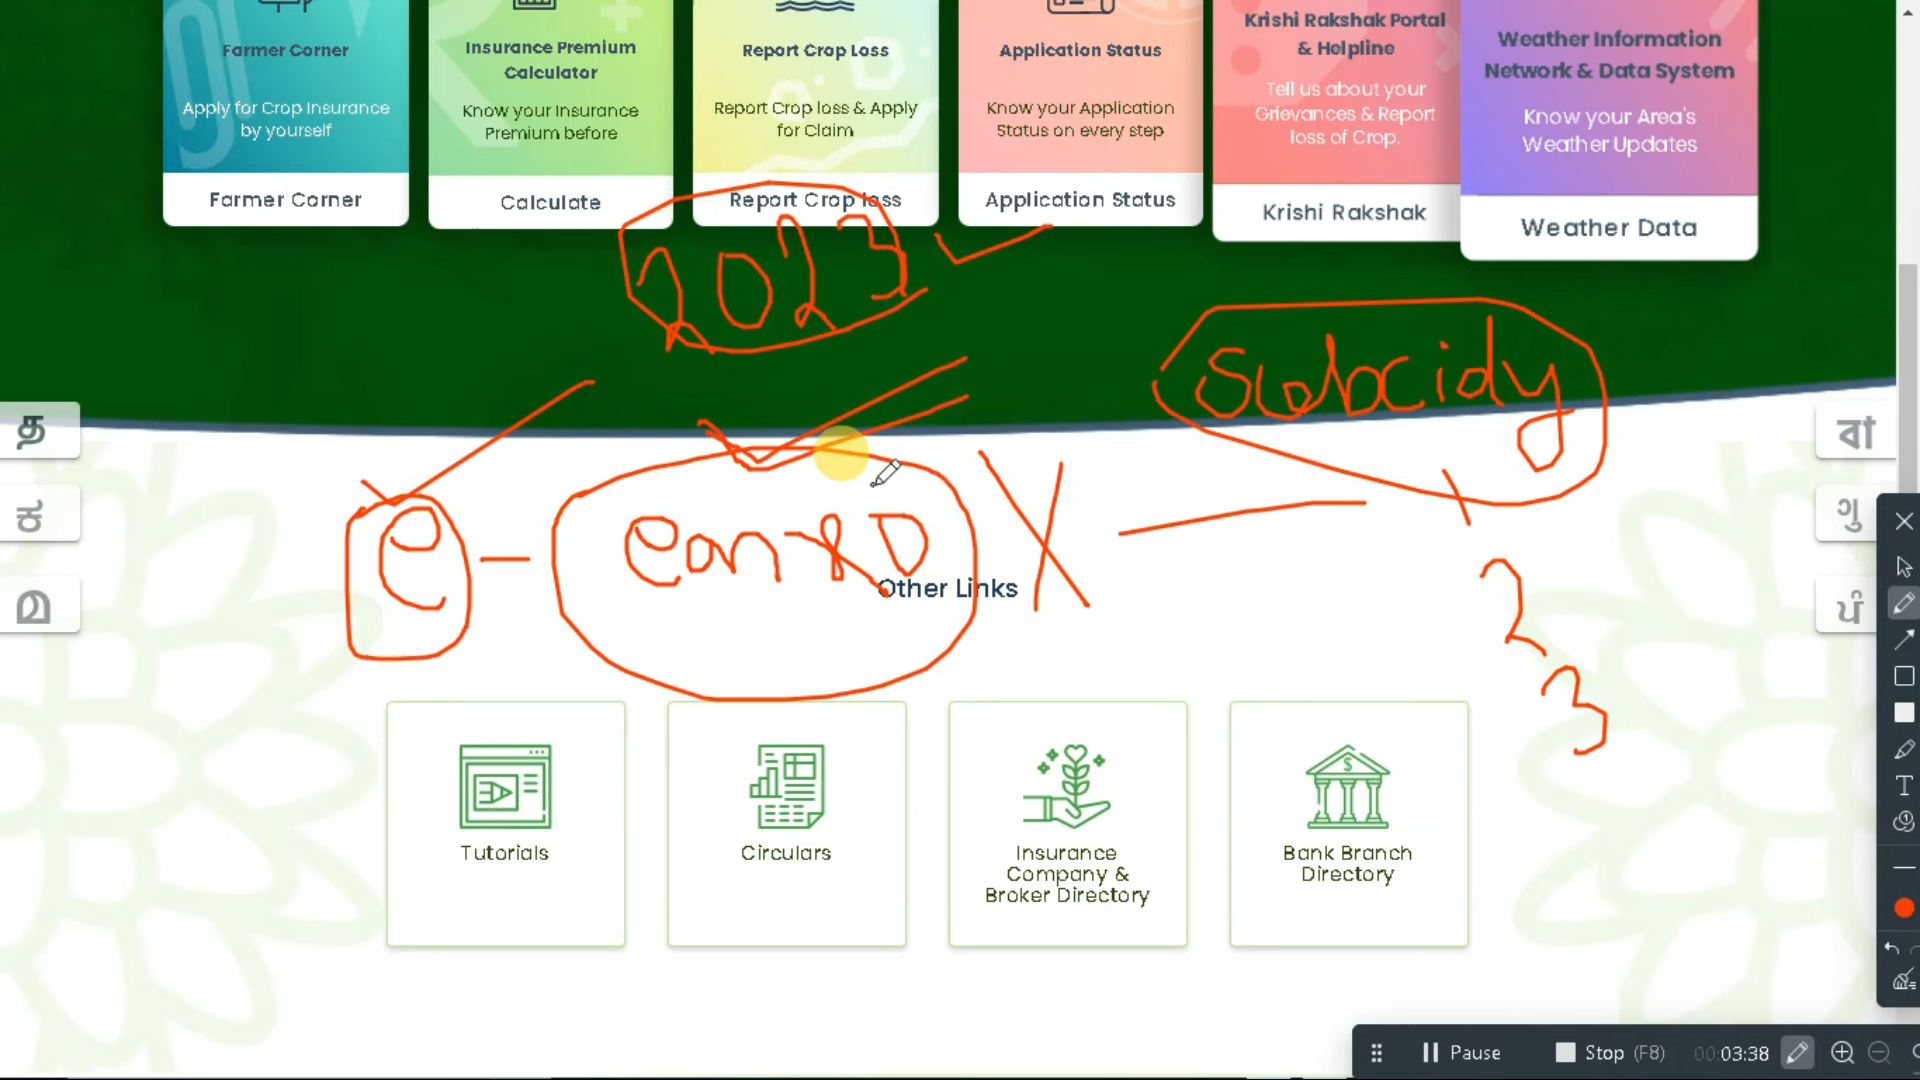 Farmer Corner
Apply for Crop Insurance
by yourself
Farmer Corner
Insurance Premium
Calculator
Know your Insurance
Premium before
Calculate
Report Crop Loss
Report Crop loss & Apply
for Claim
Report Crop loss
Application Status
Know your Application
Status on every step
Application Status
Krishi Rakshak Portal
& Helpline
Tell us about your
Grievances & Report
loss of Crop.
Krishi Rakshak
Weather Information
Network & Data System
Know your Area's
Weather Updates
Weather Data
2023
Subcidy
த
ಕ
മ
বা
ગુ
ਪੰ
e -
X
2
3
Other Links
Tutorials
Circulars
Insurance
Company &
Broker Directory
Bank Branch
Directory
T
Pause
Stop (F8)
00:03:38